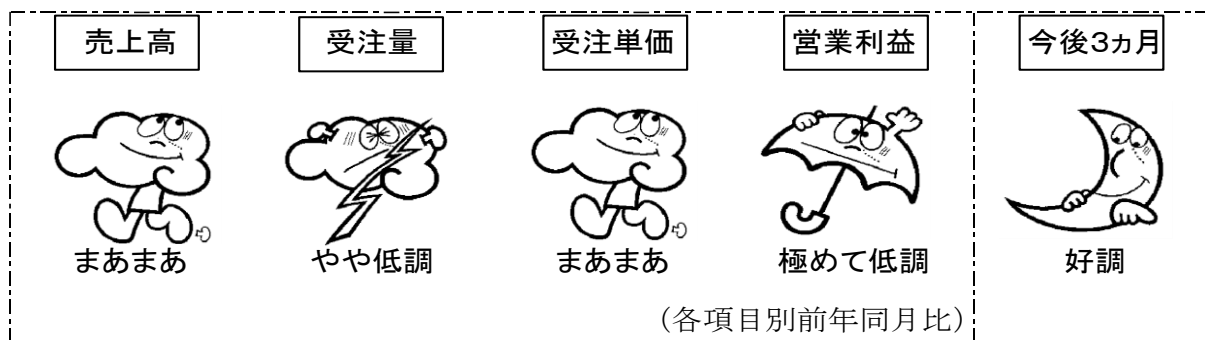 売上高 受注量 受注単価 営業利益 今後3ヵ月
まあまあ やや低調 まあまあ 極めて低調 好調
(各項目別前年同月比)